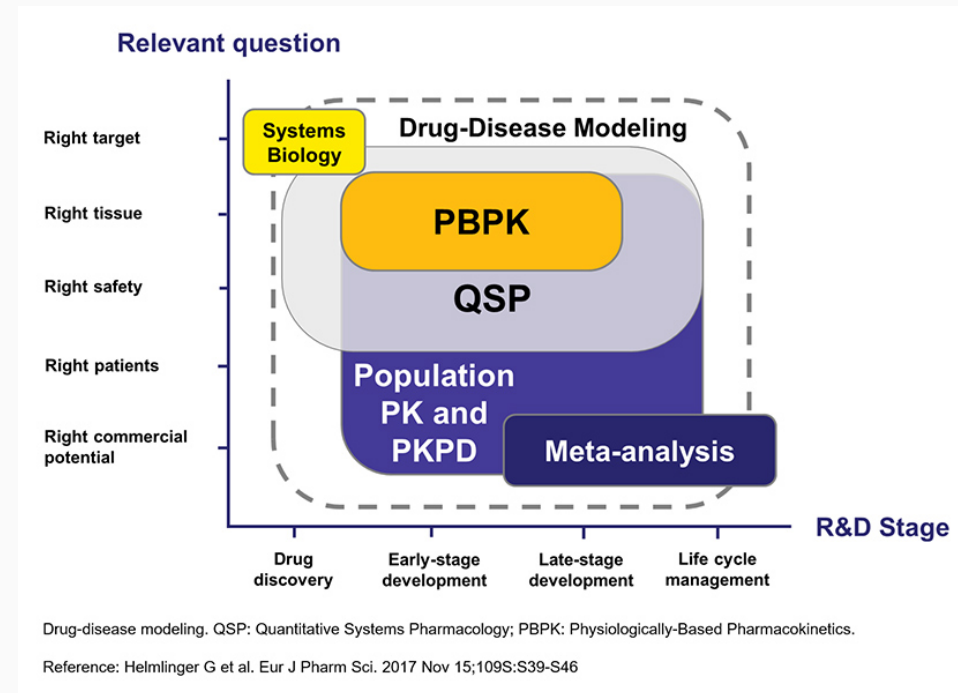 Relevant question
Right target
Right tissue
Right safety
Right patients
Right commercial
potential
Systems
Biology
Drug-Disease Modeling
PBPK
QSP
Population
PK and
PKPD
Meta-analysis
R&D Stage
Drug
discovery
Early-stage
development
Late-stage
development
Life cycle
management
Drug-disease modeling. QSP: Quantitative Systems Pharmacology; PBPK: Physiologically-Based Pharmacokinetics.
Reference: Helmlinger G et al. Eur J Pharm Sci. 2017 Nov 15;109S:S39-S46